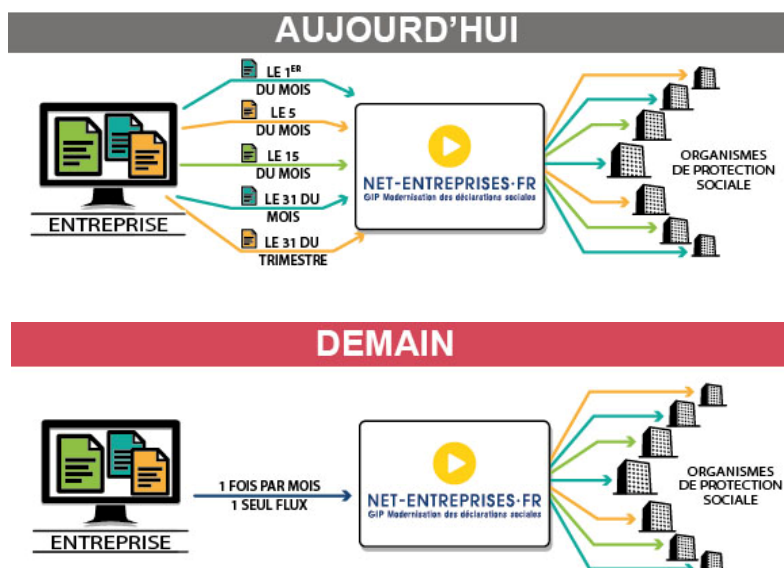 AUJOURD'HUI
LE 1ER
DU MOIS
LE 5
DU MOIS
LE 15
DU MOIS
LE 31 DU
MOIS
LE 31 DU
TRIMESTRE
ENTREPRISE
NET-ENTREPRISES·FR
GIP Modernisation des déclarations sociales
ORGANISMES
DE PROTECTION
SOCIALE
DEMAIN
ENTREPRISE
1 FOIS PAR MOIS
1 SEUL FLUX
NET-ENTREPRISES·FR
GIP Modernisation des déclarations sociales
ORGANISMES
DE PROTECTION
SOCIALE